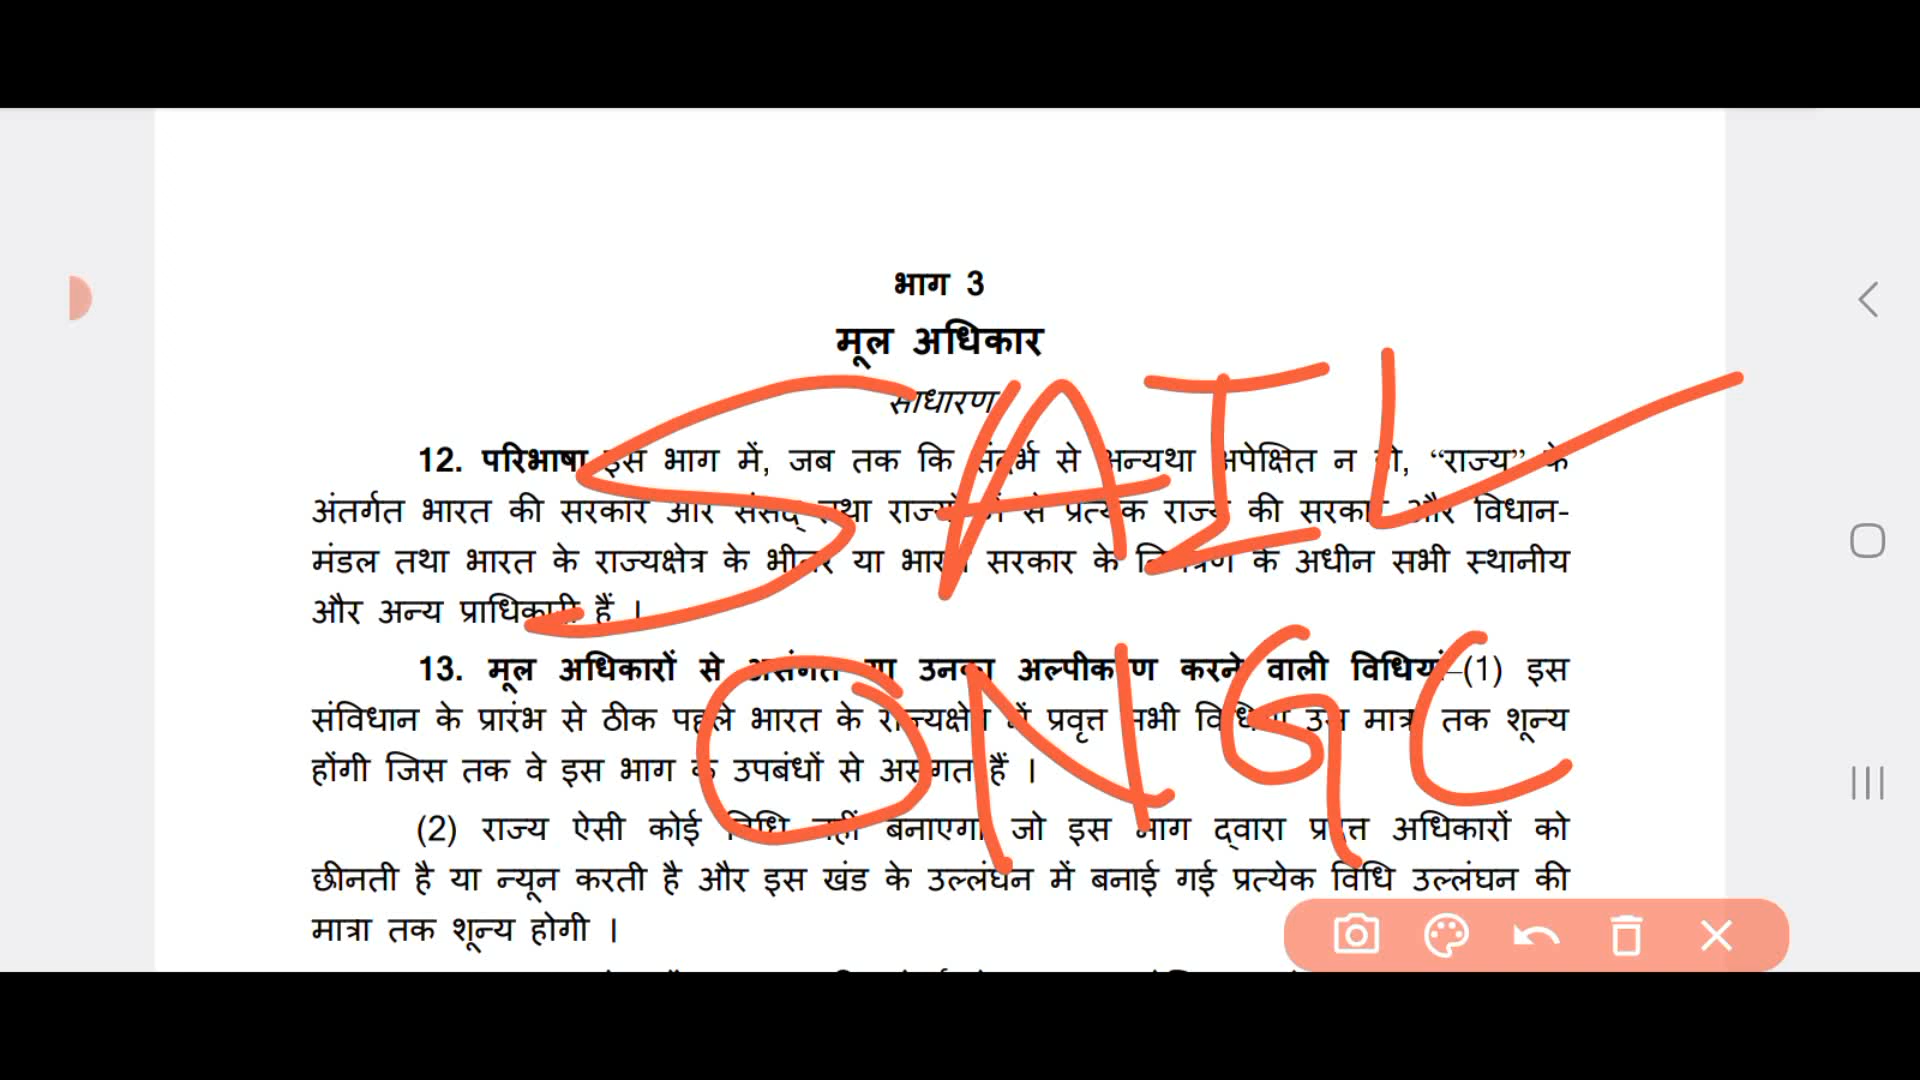 भाग 3
मूल अधिकार
साधारण
12. परिभाषा इस भाग में, जब तक कि संदर्भ से अन्यथा अपेक्षित न हो, “राज्य” के
अंतर्गत भारत की सरकार और संसद् तथा राज्यों में से प्रत्येक राज्य की सरकार और विधान-
मंडल तथा भारत के राज्यक्षेत्र के भीतर या भारत सरकार के नियंत्रण के अधीन सभी स्थानीय
और अन्य प्राधिकारी हैं ।
SAIL
13. मूल अधिकारों से असंगत या उनका अल्पीकरण करने वाली विधियां–(1) इस
संविधान के प्रारंभ से ठीक पहले भारत के राज्यक्षेत्र में प्रवृत्त सभी विधियां उस मात्रा तक शून्य
होंगी जिस तक वे इस भाग के उपबंधों से असंगत हैं ।
ONGC
(2) राज्य ऐसी कोई विधि नहीं बनाएगा जो इस भाग द्वारा प्रदत्त अधिकारों को
छीनती है या न्यून करती है और इस खंड के उल्लंघन में बनाई गई प्रत्येक विधि उल्लंघन की
मात्रा तक शून्य होगी ।